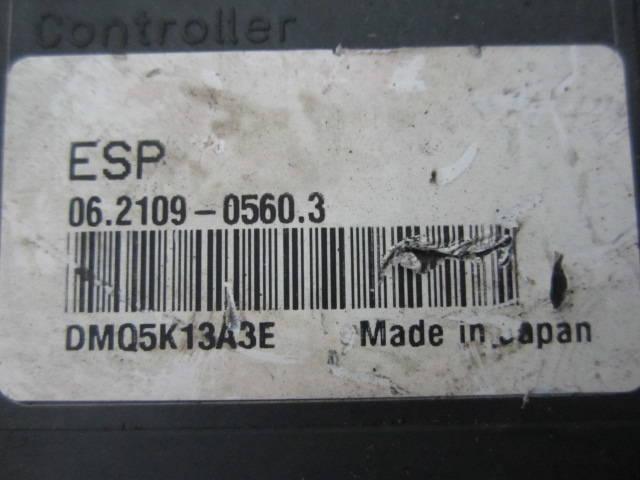 Controller
ESP
06.2109-0560.3
DMQ5K13A3E Made in Japan